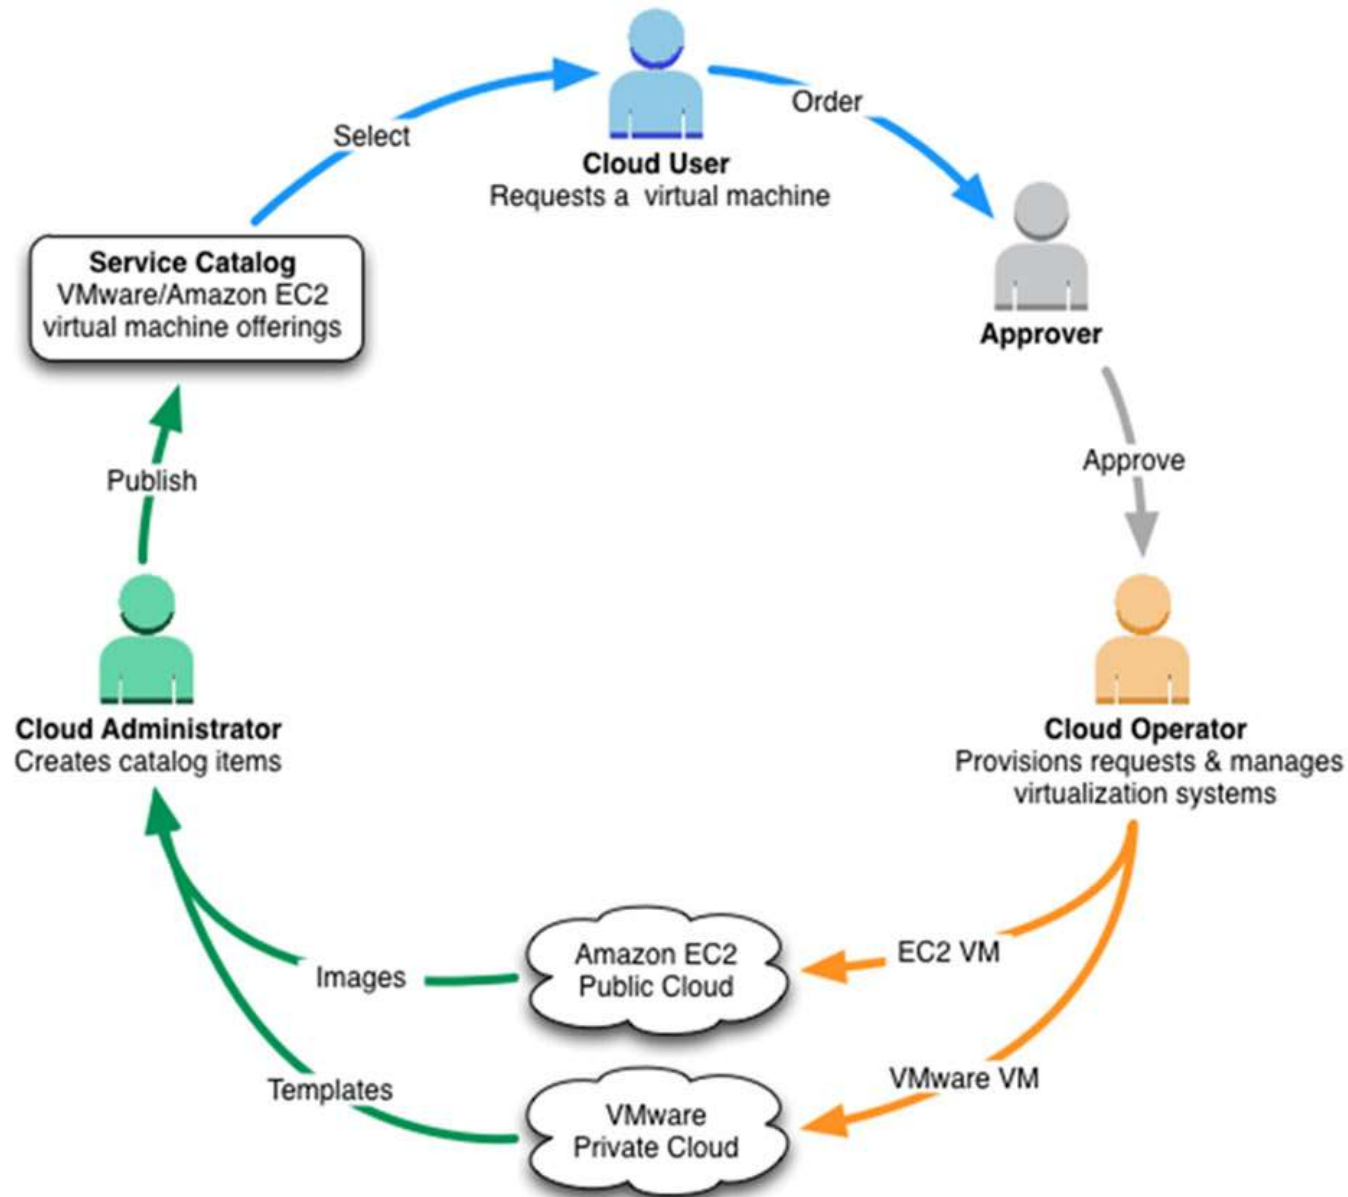 Select
Order
Cloud User
Requests a virtual machine
Approver
Service Catalog
VMware/Amazon EC2
virtual machine offerings
Approve
Publish
Cloud Administrator
Creates catalog items
Cloud Operator
Provisions requests & manages
virtualization systems
Amazon EC2
Public Cloud
EC2 VM
Images
VMware VM
Templates
VMware
Private Cloud